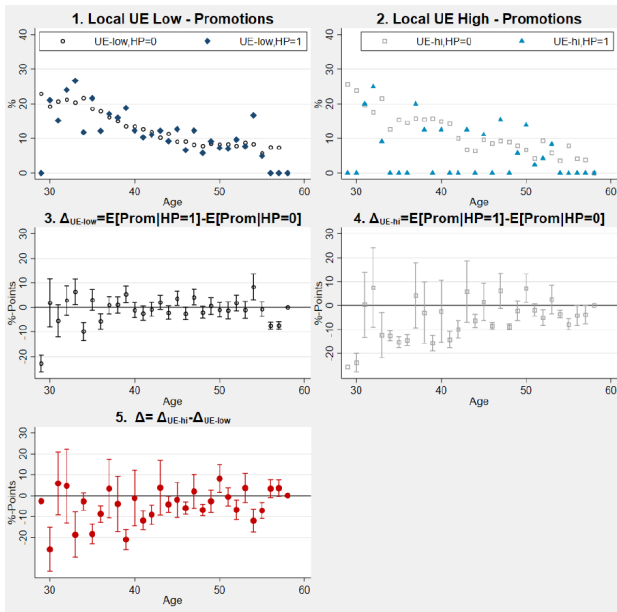 1. Local UE Low - Promotions
UE-low,HP=0 UE-low,HP=1
40
30
20
10
0
%
30 40 50 60
Age
2. Local UE High - Promotions
UE-hi,HP=0 UE-hi,HP=1
40
30
20
10
0
%
30 40 50 60
Age
3. ΔUE-low=E[Prom|HP=1]-E[Prom|HP=0]
30
20
10
0
-10
-20
%-Points
30 40 50 60
Age
4. ΔUE-hi=E[Prom|HP=1]-E[Prom|HP=0]
30
20
10
0
-10
-20
%-Points
30 40 50 60
Age
5. Δ= ΔUE-hi-ΔUE-low
30
20
10
0
-10
-20
%-Points
30 40 50 60
Age